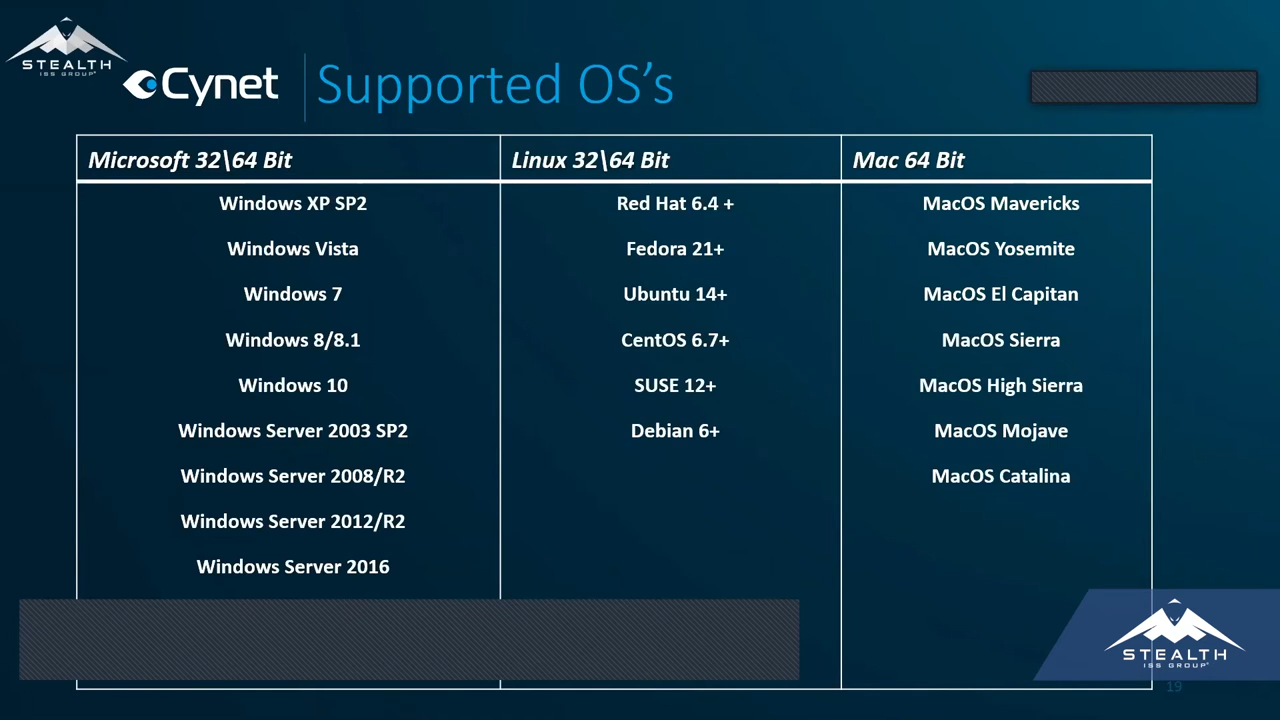 STEALTH
ISS GROUP
Cynet
Supported OS's
Microsoft 32\64 Bit
Linux 32\64 Bit
Mac 64 Bit
Windows XP SP2
Red Hat 6.4 +
MacOS Mavericks
Windows Vista
Fedora 21+
MacOS Yosemite
Windows 7
Ubuntu 14+
MacOS El Capitan
Windows 8/8.1
CentOS 6.7+
MacOS Sierra
Windows 10
SUSE 12+
MacOS High Sierra
Windows Server 2003 SP2
Debian 6+
MacOS Mojave
Windows Server 2008/R2
MacOS Catalina
Windows Server 2012/R2
Windows Server 2016
STEALTH
ISS GROUP
19